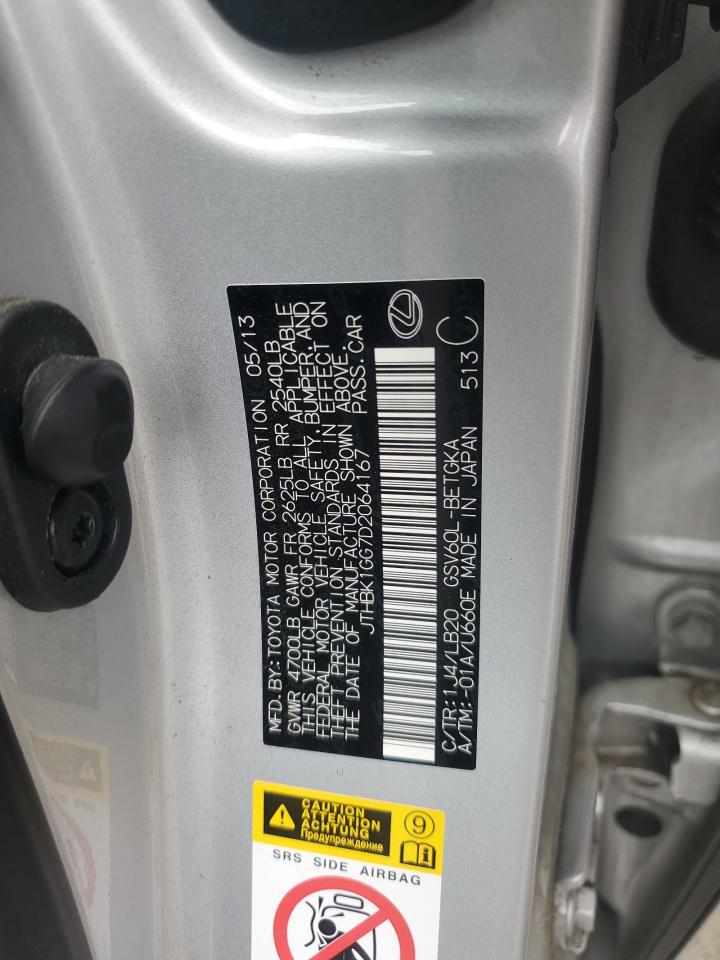 MFD.BY:TOYOTA MOTOR CORPORATION 05/13
GVWR 4700LB GAWR FR 2625LB RR 2540LB
THIS VEHICLE CONFORMS TO ALL APPLICABLE
FEDERAL MOTOR VEHICLE SAFETY, BUMPER, AND
THEFT PREVENTION STANDARDS IN EFFECT ON
THE DATE OF MANUFACTURE SHOWN ABOVE.
JTHBK1GG7D2064167 PASS.CAR
C/TR:1J4/LB20 GSV60L-BETGKA
A/TM:-01A/U660E MADE IN JAPAN 513 C
CAUTION
ATTENTION
ACHTUNG
Предупреждение
9
i
SRS SIDE AIRBAG